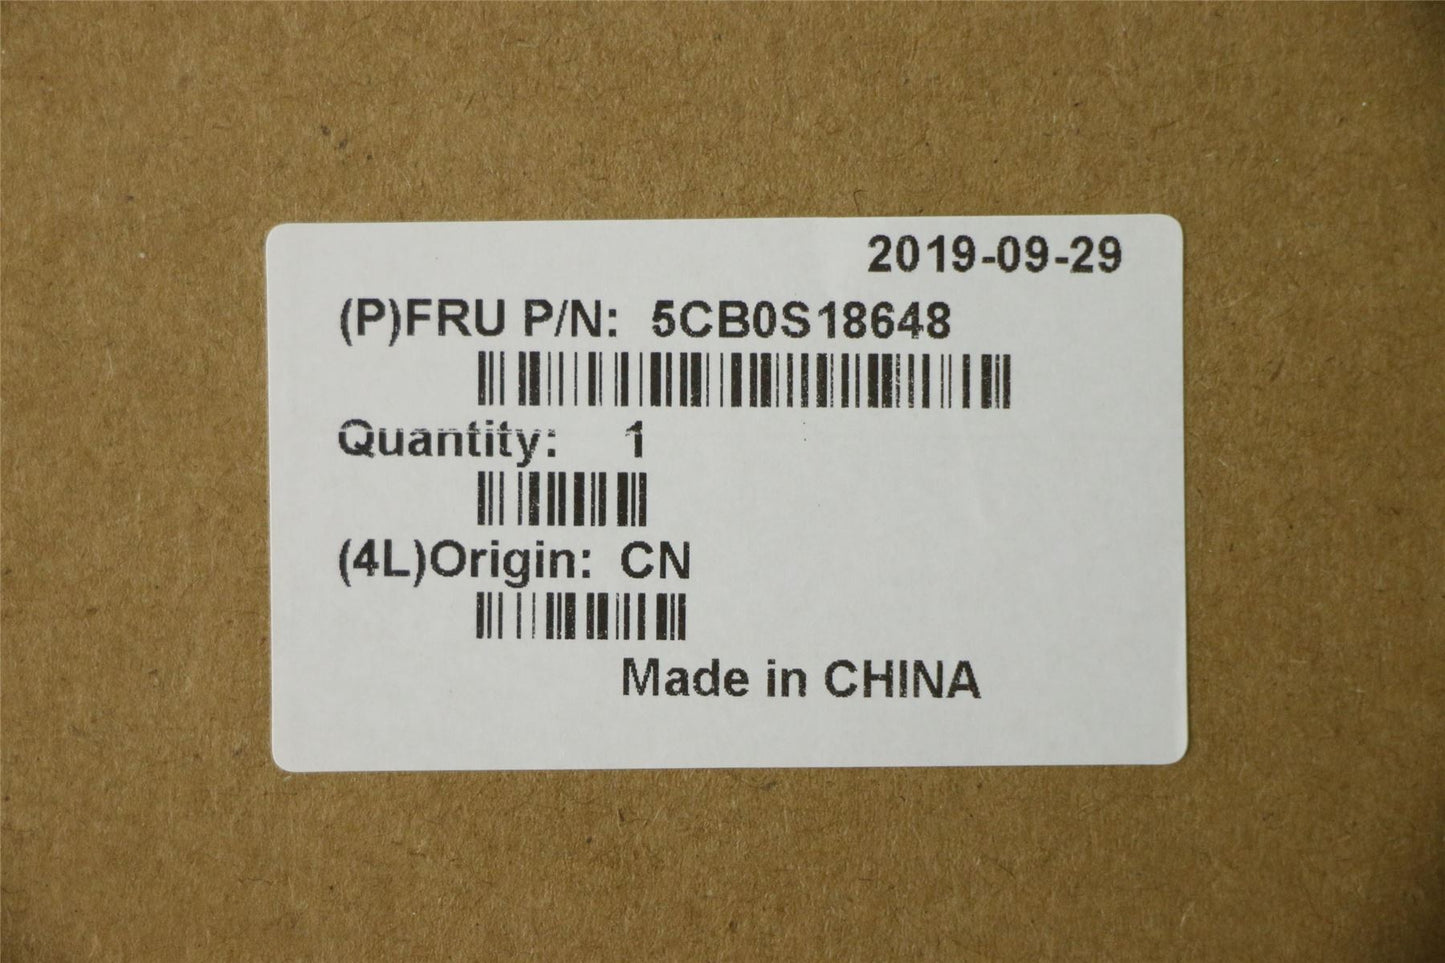 2019-09-29
(P)FRU P/N: 5CB0S18648
Quantity: 1
(4L)Origin: CN
Made in CHINA